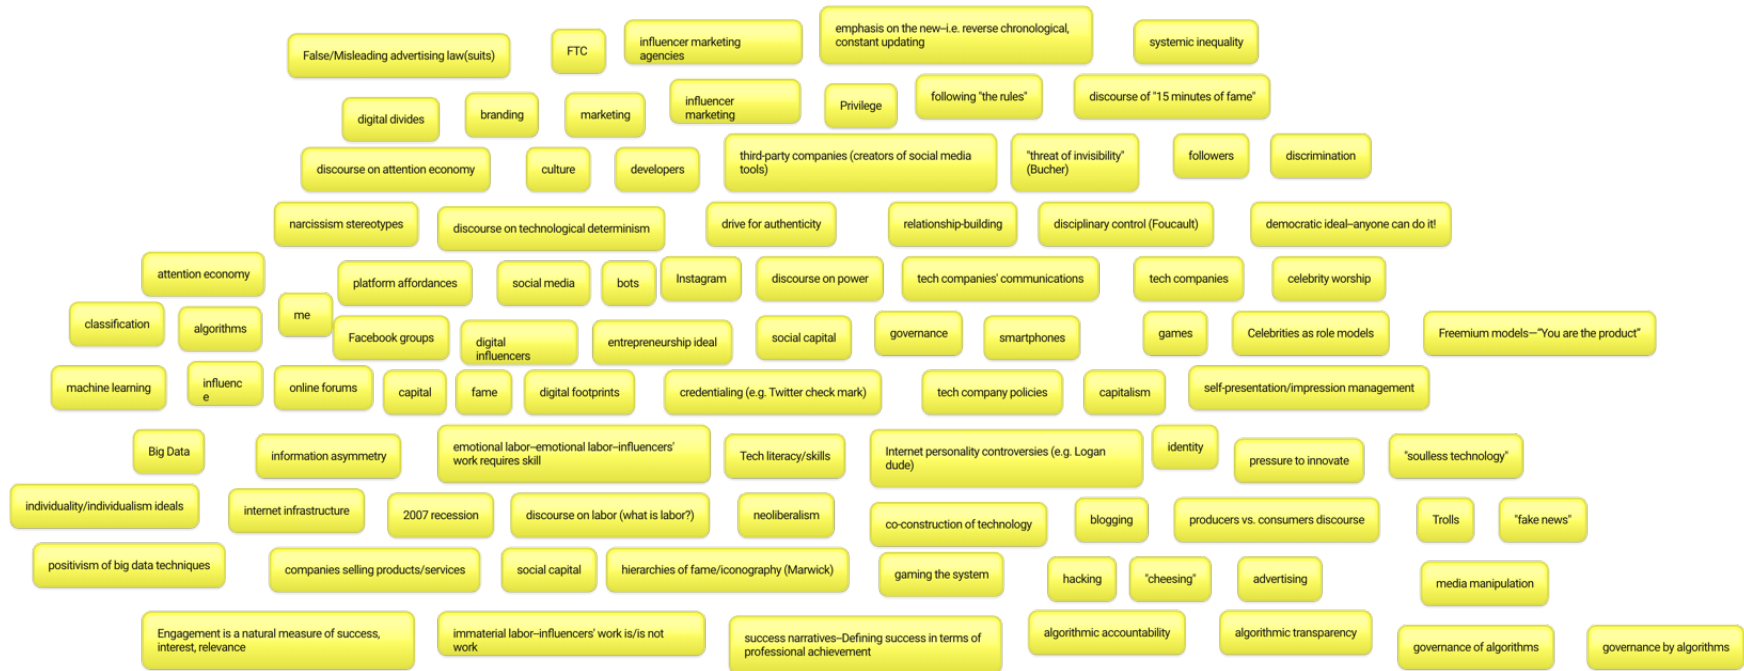 False/Misleading advertising law(suits)
FTC
influencer marketing
agencies
emphasis on the new–i.e. reverse chronological,
constant updating
systemic inequality
digital divides
branding
marketing
influencer
marketing
Privilege
following "the rules"
discourse of "15 minutes of fame"
discourse on attention economy
culture
developers
third-party companies (creators of social media
tools)
"threat of invisibility"
(Bucher)
followers
discrimination
narcissism stereotypes
discourse on technological determinism
drive for authenticity
relationship-building
disciplinary control (Foucault)
democratic ideal–anyone can do it!
attention economy
platform affordances
social media
bots
Instagram
discourse on power
tech companies' communications
tech companies
celebrity worship
classification
algorithms
me
Facebook groups
digital
influencers
entrepreneurship ideal
social capital
governance
smartphones
games
Celebrities as role models
Freemium models—"You are the product"
machine learning
influenc
e
online forums
capital
fame
digital footprints
credentialing (e.g. Twitter check mark)
tech company policies
capitalism
self-presentation/impression management
Big Data
information asymmetry
emotional labor–emotional labor–influencers'
work requires skill
Tech literacy/skills
Internet personality controversies (e.g. Logan
dude)
identity
pressure to innovate
"soulless technology"
individuality/individualism ideals
internet infrastructure
2007 recession
discourse on labor (what is labor?)
neoliberalism
co-construction of technology
blogging
producers vs. consumers discourse
Trolls
"fake news"
positivism of big data techniques
companies selling products/services
social capital
hierarchies of fame/iconography (Marwick)
gaming the system
hacking
"cheesing"
advertising
media manipulation
Engagement is a natural measure of success,
interest, relevance
immaterial labor–influencers' work is/is not
work
success narratives–Defining success in terms of
professional achievement
algorithmic accountability
algorithmic transparency
governance of algorithms
governance by algorithms